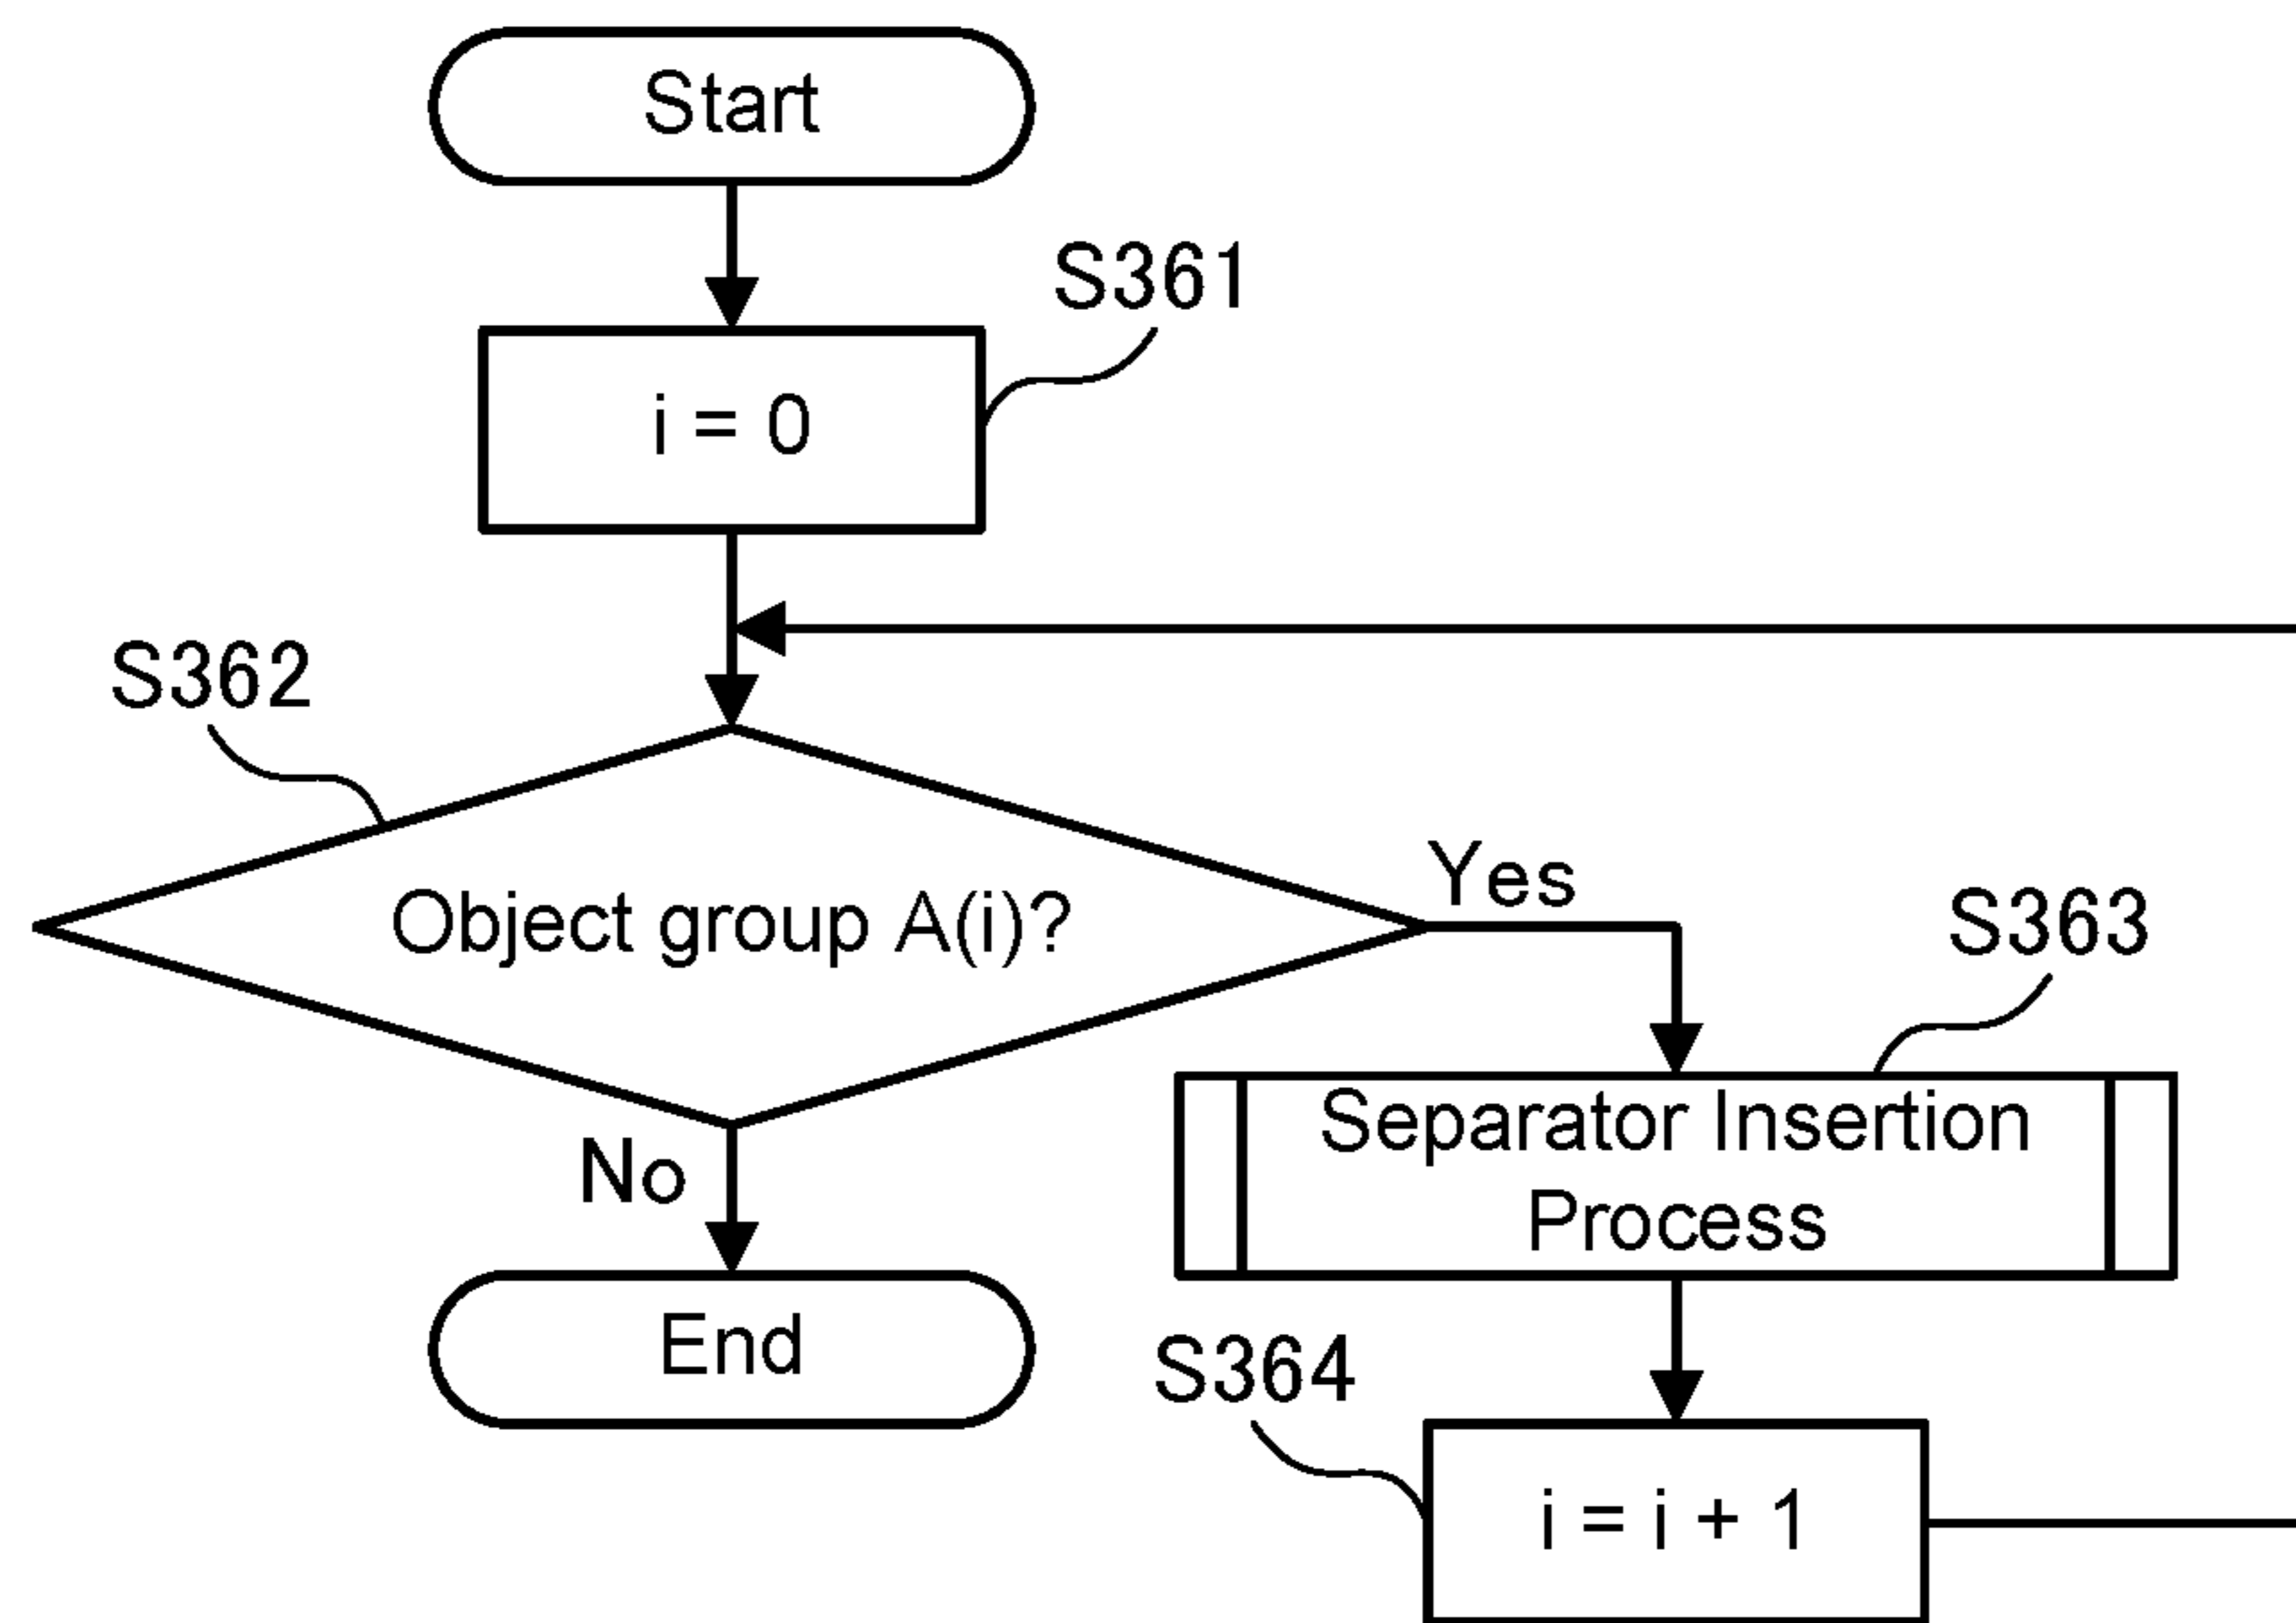 Start
S361
i = 0
S362
Object group A(i)?
Yes
S363
Separator Insertion
Process
No
End
S364
i = i + 1